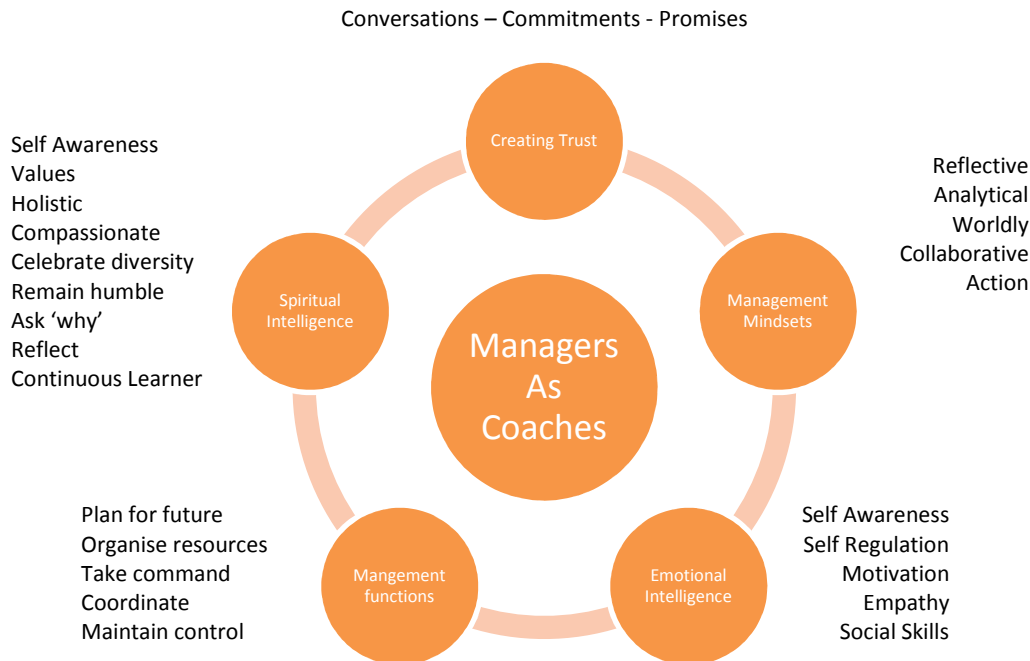 Conversations – Commitments - Promises
Creating Trust
Self Awareness
Values
Holistic
Compassionate
Celebrate diversity
Remain humble
Ask ‘why’
Reflect
Continuous Learner
Spiritual
Intelligence
Reflective
Analytical
Worldly
Collaborative
Action
Management
Mindsets
Managers
As
Coaches
Plan for future
Organise resources
Take command
Coordinate
Maintain control
Mangement
functions
Emotional
Intelligence
Self Awareness
Self Regulation
Motivation
Empathy
Social Skills